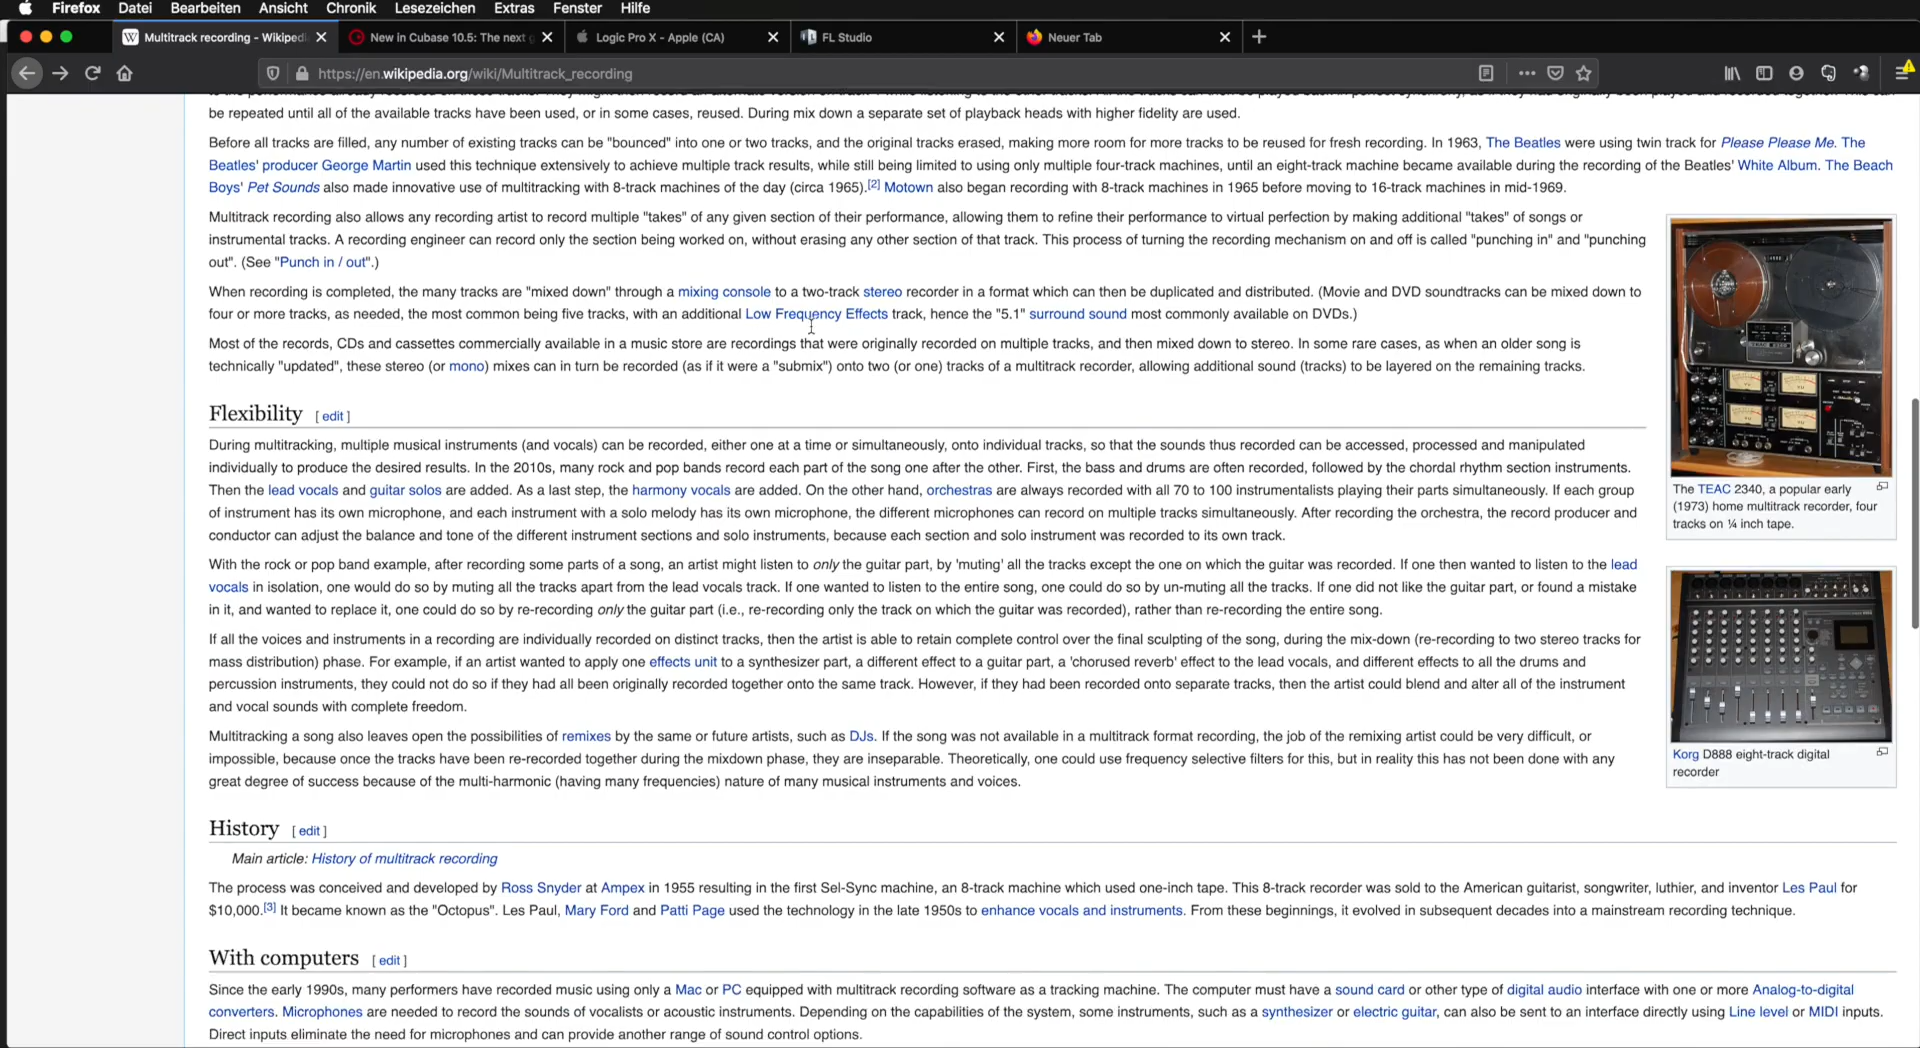 Firefox Datei Bearbeiten Ansicht Chronik Lesezeichen Extras Fenster Hilfe
W Multitrack recording - Wikiped New in Cubase 10.5: The next g Logic Pro X - Apple (CA) FL Studio Neuer Tab
https://en.wikipedia.org/wiki/Multitrack_recording
be repeated until all of the available tracks have been used, or in some cases, reused. During mix down a separate set of playback heads with higher fidelity are used.
Before all tracks are filled, any number of existing tracks can be "bounced" into one or two tracks, and the original tracks erased, making more room for more tracks to be reused for fresh recording. In 1963, The Beatles were using twin track for Please Please Me. The
Beatles' producer George Martin used this technique extensively to achieve multiple track results, while still being limited to using only multiple four-track machines, until an eight-track machine became available during the recording of the Beatles' White Album. The Beach
Boys' Pet Sounds also made innovative use of multitracking with 8-track machines of the day (circa 1965).[2] Motown also began recording with 8-track machines in 1965 before moving to 16-track machines in mid-1969.
Multitrack recording also allows any recording artist to record multiple "takes" of any given section of their performance, allowing them to refine their performance to virtual perfection by making additional "takes" of songs or
instrumental tracks. A recording engineer can record only the section being worked on, without erasing any other section of that track. This process of turning the recording mechanism on and off is called "punching in" and "punching
out". (See "Punch in / out".)
When recording is completed, the many tracks are "mixed down" through a mixing console to a two-track stereo recorder in a format which can then be duplicated and distributed. (Movie and DVD soundtracks can be mixed down to
four or more tracks, as needed, the most common being five tracks, with an additional Low Frequency Effects track, hence the "5.1" surround sound most commonly available on DVDs.)
Most of the records, CDs and cassettes commercially available in a music store are recordings that were originally recorded on multiple tracks, and then mixed down to stereo. In some rare cases, as when an older song is
technically "updated", these stereo (or mono) mixes can in turn be recorded (as if it were a "submix") onto two (or one) tracks of a multitrack recorder, allowing additional sound (tracks) to be layered on the remaining tracks.
Flexibility [ edit ]
During multitracking, multiple musical instruments (and vocals) can be recorded, either one at a time or simultaneously, onto individual tracks, so that the sounds thus recorded can be accessed, processed and manipulated
individually to produce the desired results. In the 2010s, many rock and pop bands record each part of the song one after the other. First, the bass and drums are often recorded, followed by the chordal rhythm section instruments.
Then the lead vocals and guitar solos are added. As a last step, the harmony vocals are added. On the other hand, orchestras are always recorded with all 70 to 100 instrumentalists playing their parts simultaneously. If each group
of instrument has its own microphone, and each instrument with a solo melody has its own microphone, the different microphones can record on multiple tracks simultaneously. After recording the orchestra, the record producer and
conductor can adjust the balance and tone of the different instrument sections and solo instruments, because each section and solo instrument was recorded to its own track.
With the rock or pop band example, after recording some parts of a song, an artist might listen to only the guitar part, by 'muting' all the tracks except the one on which the guitar was recorded. If one then wanted to listen to the lead
vocals in isolation, one would do so by muting all the tracks apart from the lead vocals track. If one wanted to listen to the entire song, one could do so by un-muting all the tracks. If one did not like the guitar part, or found a mistake
in it, and wanted to replace it, one could do so by re-recording only the guitar part (i.e., re-recording only the track on which the guitar was recorded), rather than re-recording the entire song.
If all the voices and instruments in a recording are individually recorded on distinct tracks, then the artist is able to retain complete control over the final sculpting of the song, during the mix-down (re-recording to two stereo tracks for
mass distribution) phase. For example, if an artist wanted to apply one effects unit to a synthesizer part, a different effect to a guitar part, a 'chorused reverb' effect to the lead vocals, and different effects to all the drums and
percussion instruments, they could not do so if they had all been originally recorded together onto the same track. However, if they had been recorded onto separate tracks, then the artist could blend and alter all of the instrument
and vocal sounds with complete freedom.
Multitracking a song also leaves open the possibilities of remixes by the same or future artists, such as DJs. If the song was not available in a multitrack format recording, the job of the remixing artist could be very difficult, or
impossible, because once the tracks have been re-recorded together during the mixdown phase, they are inseparable. Theoretically, one could use frequency selective filters for this, but in reality this has not been done with any
great degree of success because of the multi-harmonic (having many frequencies) nature of many musical instruments and voices.
The TEAC 2340, a popular early
(1973) home multitrack recorder, four
tracks on ¼ inch tape.
Korg D888 eight-track digital
recorder
History [ edit ]
Main article: History of multitrack recording
The process was conceived and developed by Ross Snyder at Ampex in 1955 resulting in the first Sel-Sync machine, an 8-track machine which used one-inch tape. This 8-track recorder was sold to the American guitarist, songwriter, luthier, and inventor Les Paul for
$10,000.[3] It became known as the "Octopus". Les Paul, Mary Ford and Patti Page used the technology in the late 1950s to enhance vocals and instruments. From these beginnings, it evolved in subsequent decades into a mainstream recording technique.
With computers [ edit ]
Since the early 1990s, many performers have recorded music using only a Mac or PC equipped with multitrack recording software as a tracking machine. The computer must have a sound card or other type of digital audio interface with one or more Analog-to-digital
converters. Microphones are needed to record the sounds of vocalists or acoustic instruments. Depending on the capabilities of the system, some instruments, such as a synthesizer or electric guitar, can also be sent to an interface directly using Line level or MIDI inputs.
Direct inputs eliminate the need for microphones and can provide another range of sound control options.